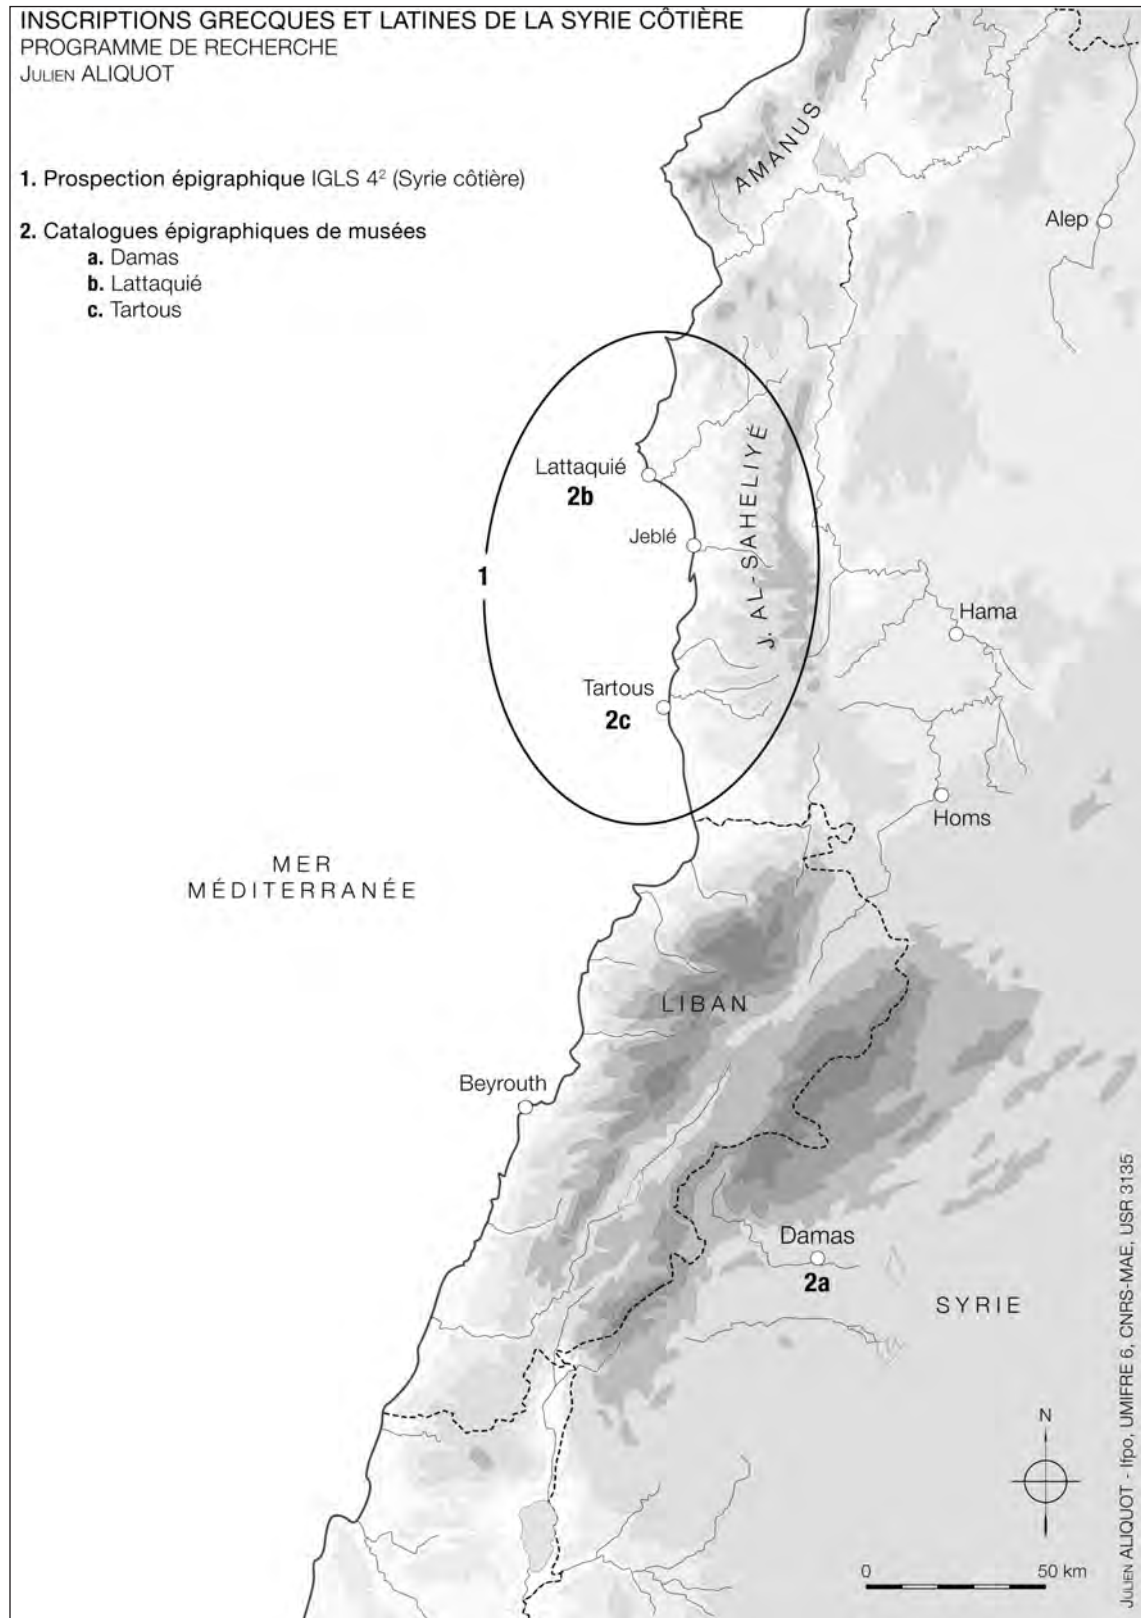 INSCRIPTIONS GRECQUES ET LATINES DE LA SYRIE CÔTIÈRE
PROGRAMME DE RECHERCHE
JULIEN ALIQUOT
1. Prospection épigraphique IGLS 4² (Syrie côtière)
2. Catalogues épigraphiques de musées
a. Damas
b. Lattaquié
c. Tartous
AMANUS
Alep
Lattaquié
2b
Jeblé
J. AL-SAHELIYÉ
1
Hama
Tartous
2c
Homs
MER
MÉDITERRANÉE
LIBAN
Beyrouth
Damas
2a
SYRIE
N
0 50 km
JULIEN ALIQUOT - Ifpo, UMIFRE 6, CNRS-MAE, USR 3135